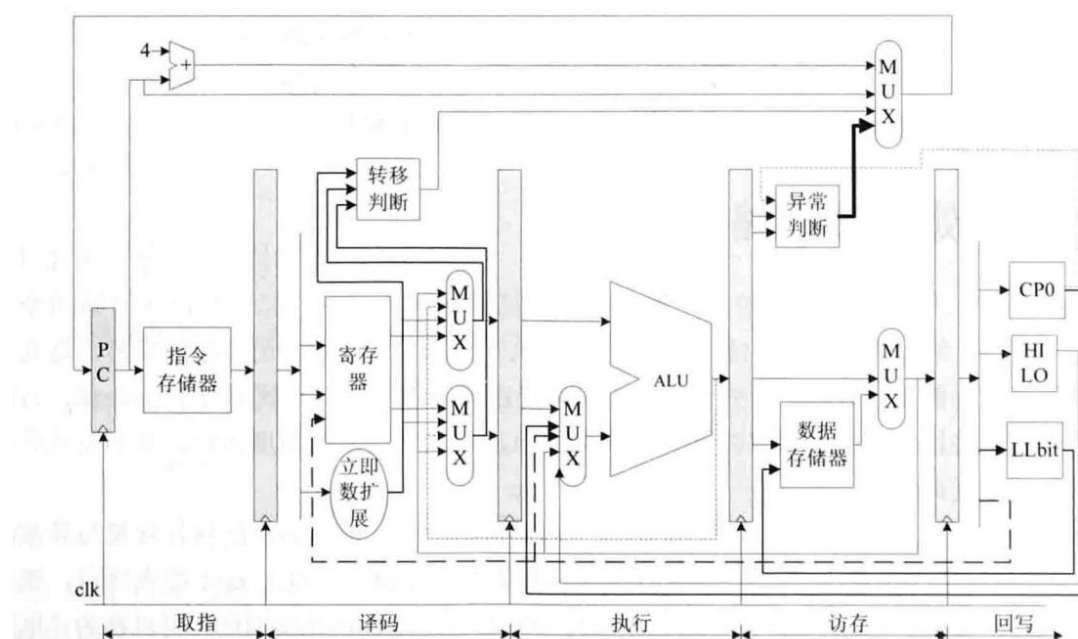 4
+
M
U
X
转移
判断
异常
判断
P
C
指令
存储器
寄存
器
立即
数扩
展
M
U
X
M
U
X
M
U
X
ALU
M
U
X
数据
存储器
CP0
HI
LO
LLbit
clk
取指
译码
执行
访存
回写